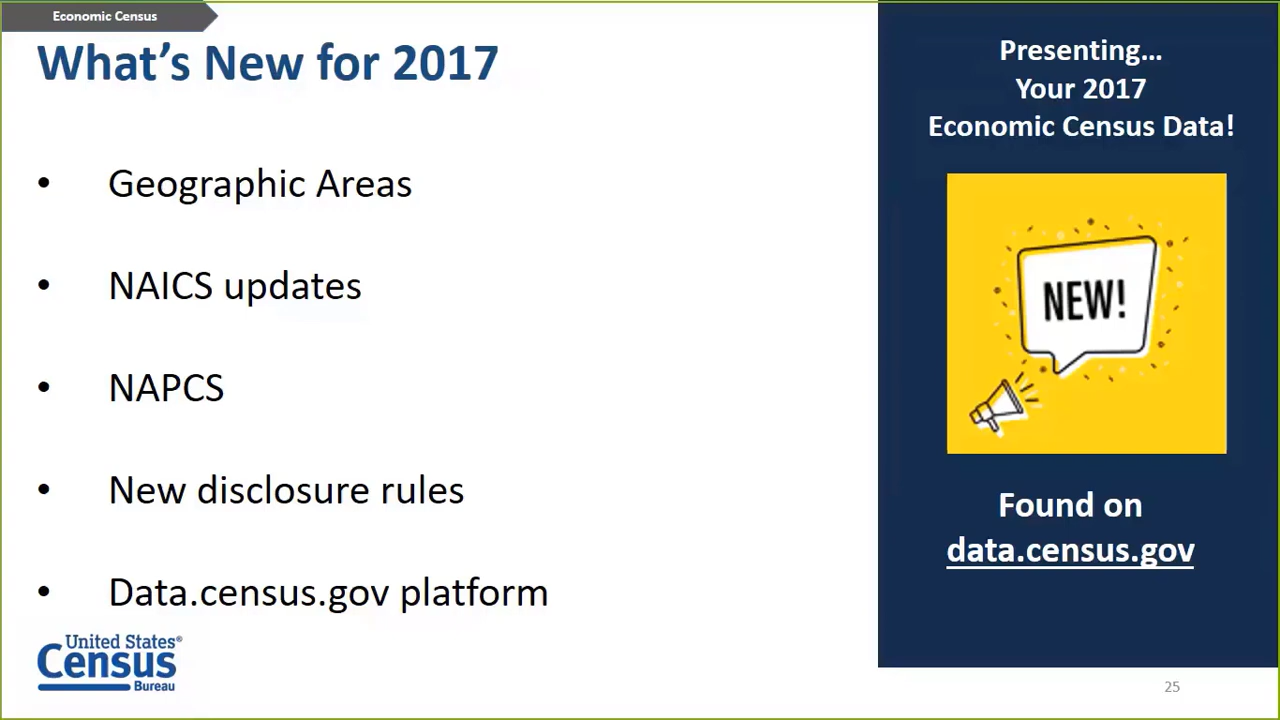 Economic Census
What's New for 2017
• Geographic Areas
• NAICS updates
• NAPCS
• New disclosure rules
• Data.census.gov platform
United States®
Census
Bureau
Presenting...
Your 2017
Economic Census Data!
NEW!
Found on
data.census.gov
25